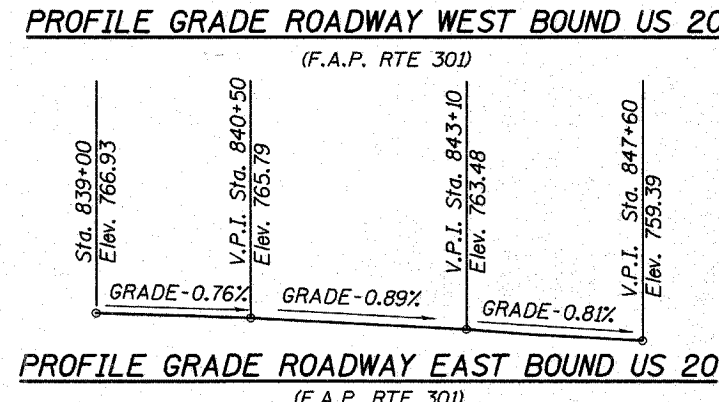 PROFILE GRADE ROADWAY WEST BOUND US 20
(F.A.P. RTE 301)
Sta. 839+00
Elev. 766.93
V.P.I. Sta. 840+50
Elev. 765.79
V.P.I. Sta. 843+10
Elev. 763.48
V.P.I. Sta. 847+60
Elev. 759.39
GRADE-0.76%
GRADE-0.89%
GRADE-0.81%
PROFILE GRADE ROADWAY EAST BOUND US 20
(F.A.P. RTE 301)